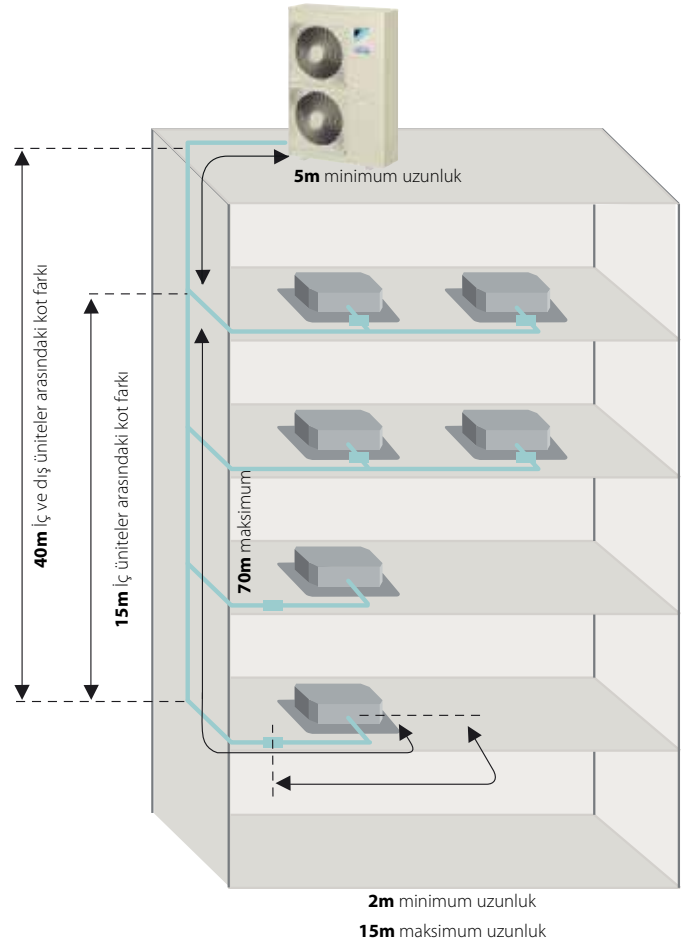 5m minimum uzunluk
40m İç ve dış üniteler arasındaki kot farkı
15m İç üniteler arasındaki kot farkı
70m maksimum
2m minimum uzunluk
15m maksimum uzunluk